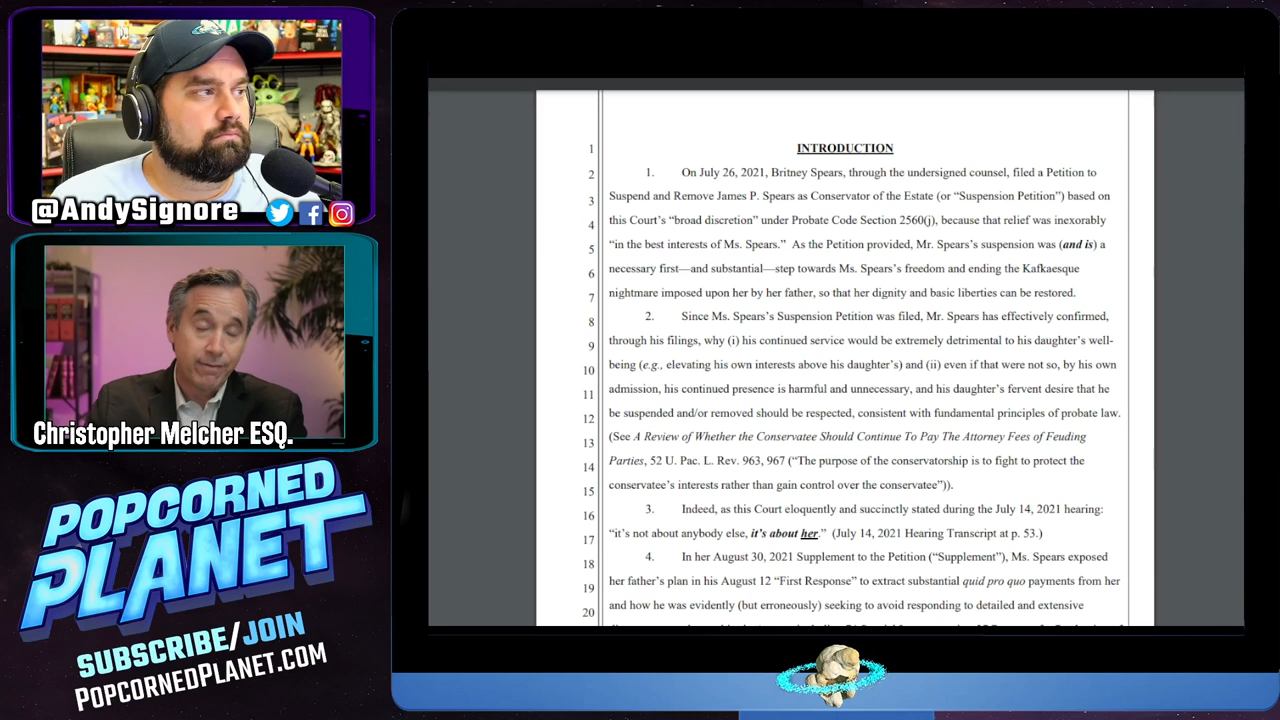 @AndySignore
Christopher Melcher ESQ.
POPCORNED
PLANET
SUBSCRIBE/JOIN
POPCORNEDPLANET.COM
INTRODUCTION
1
1. On July 26, 2021, Britney Spears, through the undersigned counsel, filed a Petition to
2
Suspend and Remove James P. Spears as Conservator of the Estate (or “Suspension Petition”) based on
3
this Court’s “broad discretion” under Probate Code Section 2560(j), because that relief was inexorably
4
“in the best interests of Ms. Spears.” As the Petition provided, Mr. Spears’s suspension was (and is) a
5
necessary first—and substantial—step towards Ms. Spears’s freedom and ending the Kafkaesque
6
nightmare imposed upon her by her father, so that her dignity and basic liberties can be restored.
7
2. Since Ms. Spears’s Suspension Petition was filed, Mr. Spears has effectively confirmed,
8
through his filings, why (i) his continued service would be extremely detrimental to his daughter’s well-
9
being (e.g., elevating his own interests above his daughter’s) and (ii) even if that were not so, by his own
10
admission, his continued presence is harmful and unnecessary, and his daughter’s fervent desire that he
11
be suspended and/or removed should be respected, consistent with fundamental principles of probate law.
12
(See A Review of Whether the Conservatee Should Continue To Pay The Attorney Fees of Feuding
13
Parties, 52 U. Pac. L. Rev. 963, 967 (“The purpose of the conservatorship is to fight to protect the
14
conservatee’s interests rather than gain control over the conservatee”)).
15
3. Indeed, as this Court eloquently and succinctly stated during the July 14, 2021 hearing:
16
“it’s not about anybody else, it’s about her.” (July 14, 2021 Hearing Transcript at p. 53.)
17
4. In her August 30, 2021 Supplement to the Petition (“Supplement”), Ms. Spears exposed
18
her father’s plan in his August 12 “First Response” to extract substantial quid pro quo payments from her
19
and how he was evidently (but erroneously) seeking to avoid responding to detailed and extensive
20